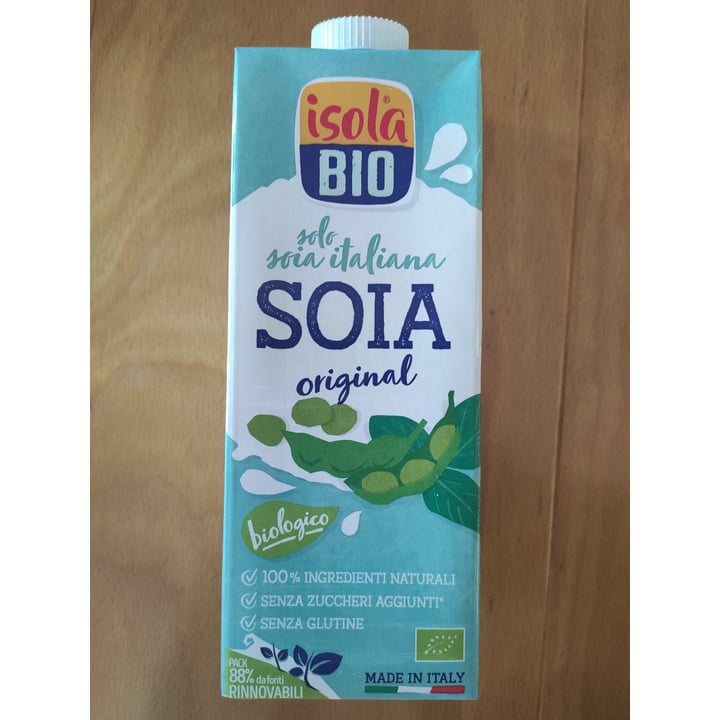 isola®
BIO
solo
soia italiana
SOIA
original
biologico
100% INGREDIENTI NATURALI
SENZA ZUCCHERI AGGIUNTI*
SENZA GLUTINE
PACK
88% da fonti
RINNOVABILI
MADE IN ITALY